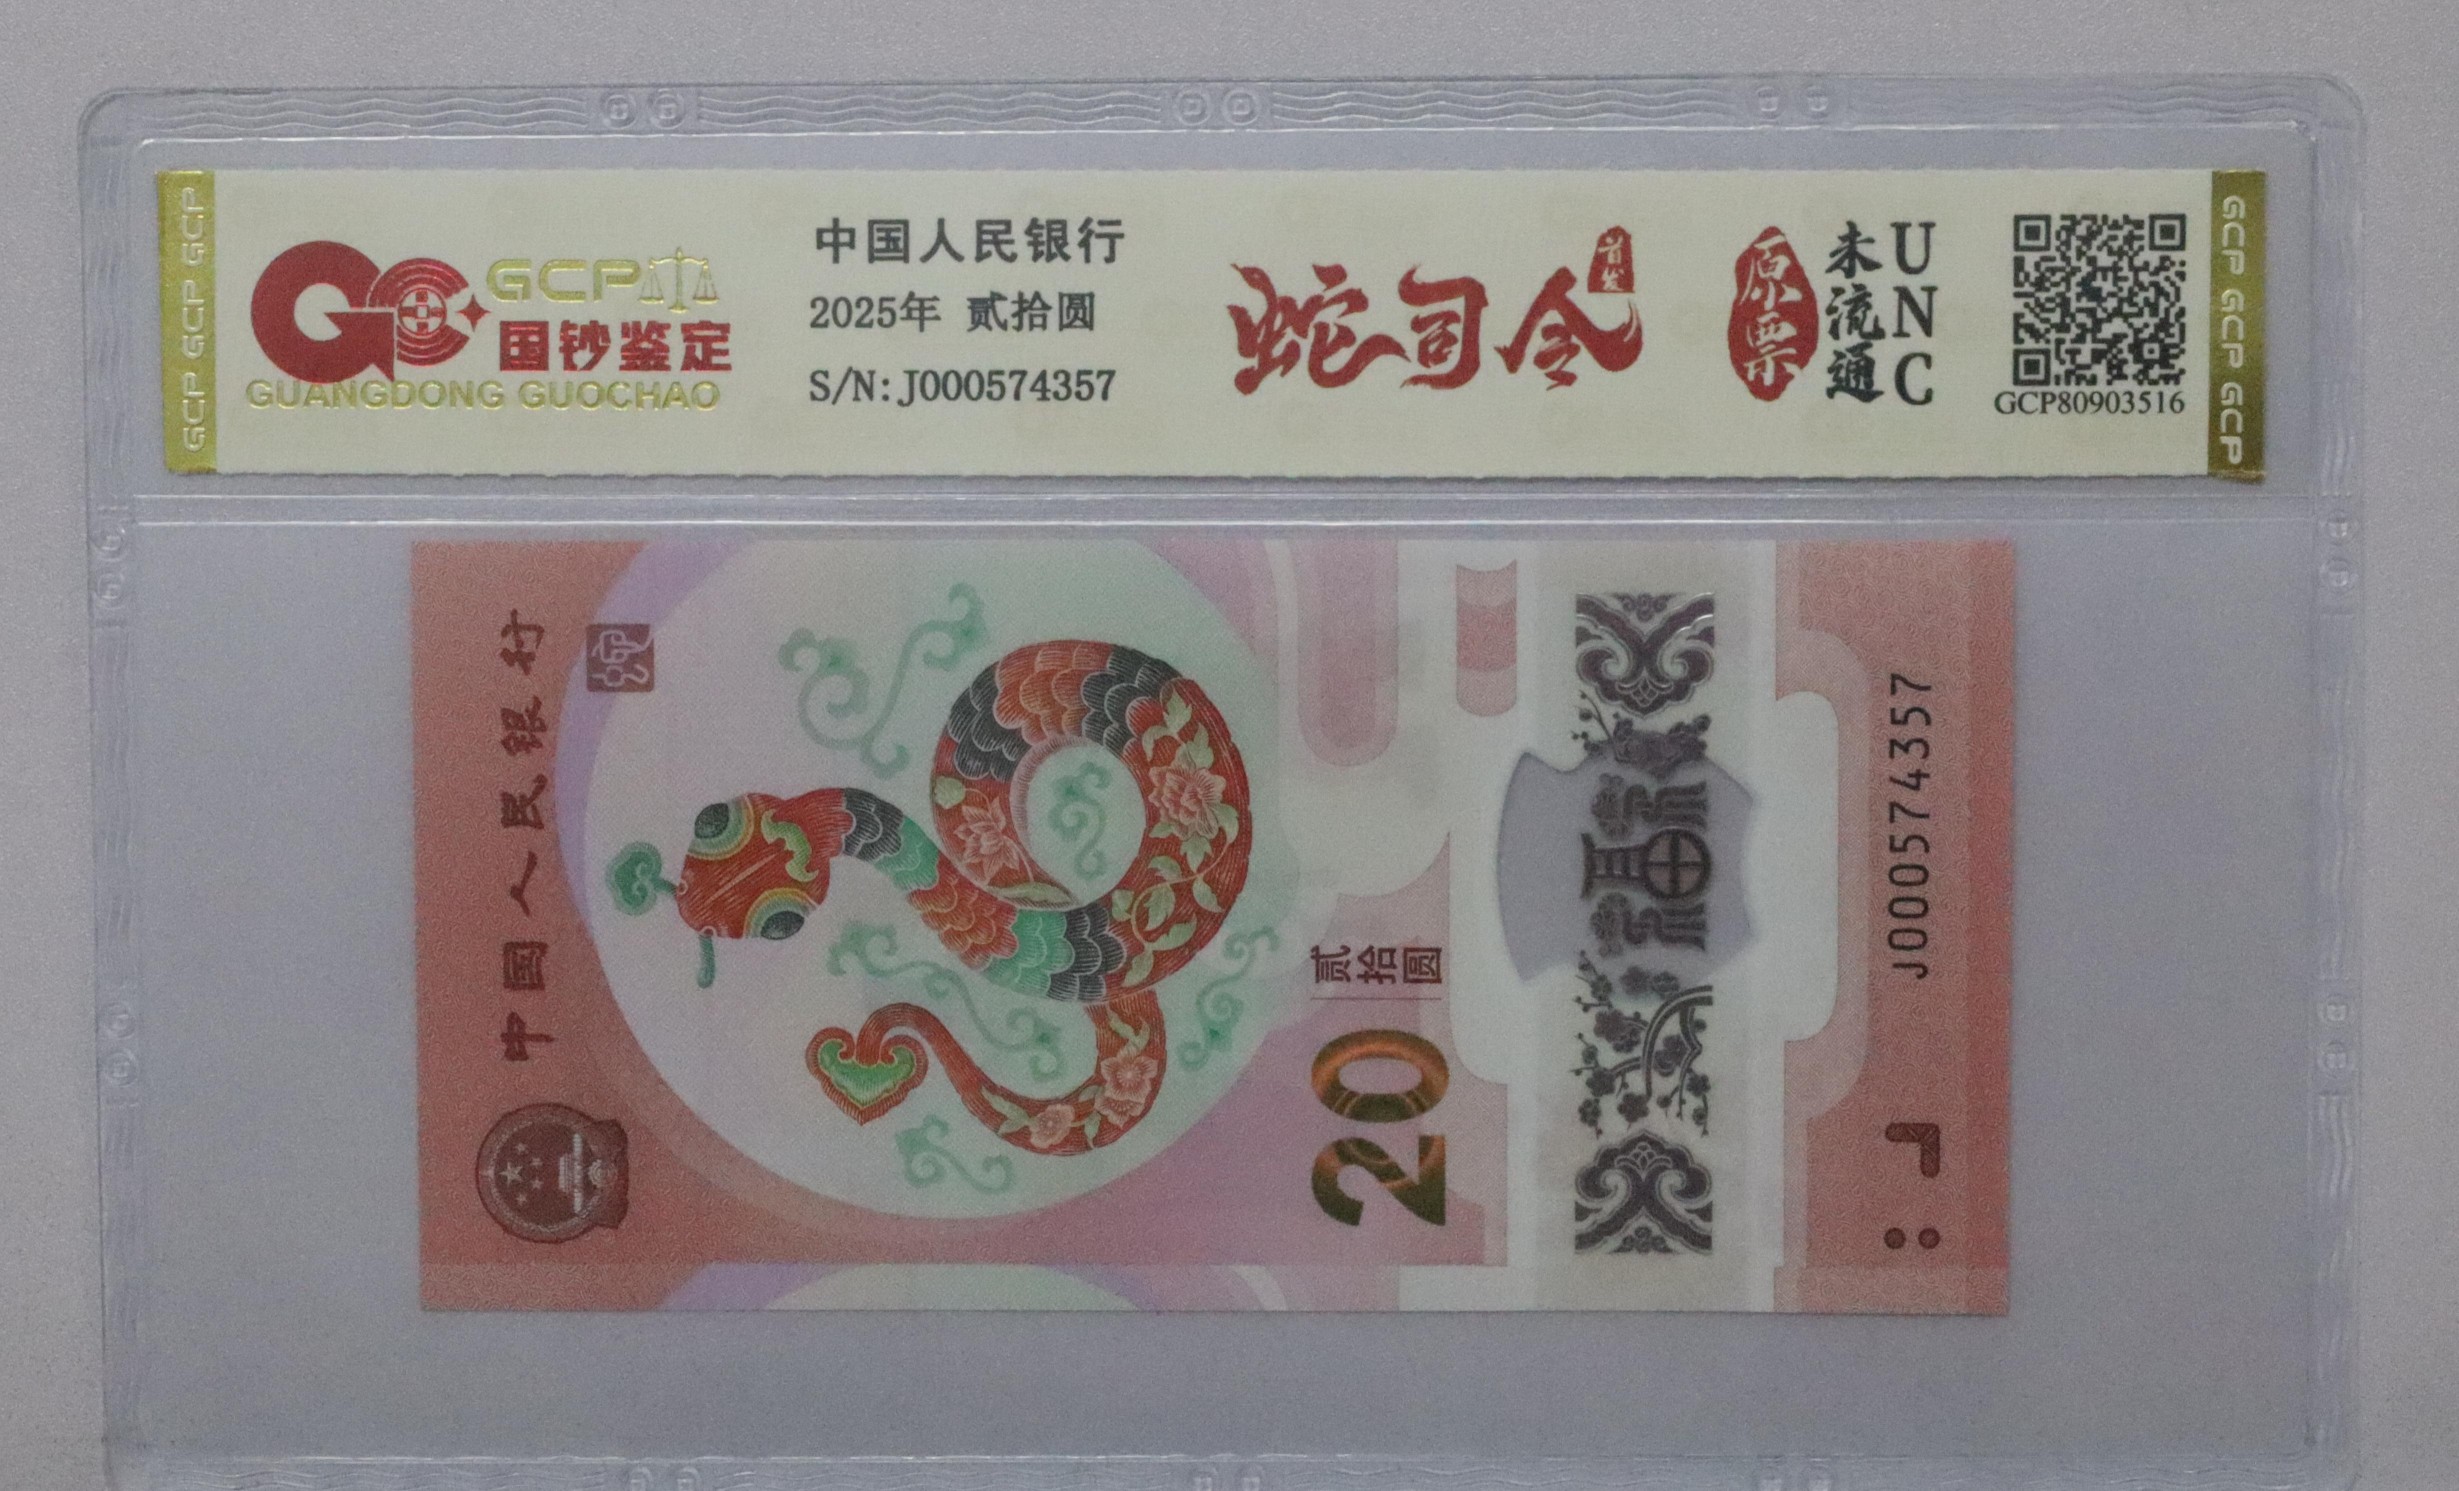 GCP GCP GCP
GCP
国钞鉴定
GUANGDONG GUOCHAO
中国人民银行
2025年 贰拾圆
S/N:J000574357
蛇司令
首发
原票
未流通
UNC
GCP80903516
GCP GCP GCP
中国人民银行
蛇
贰拾圆
20
福
J000574357